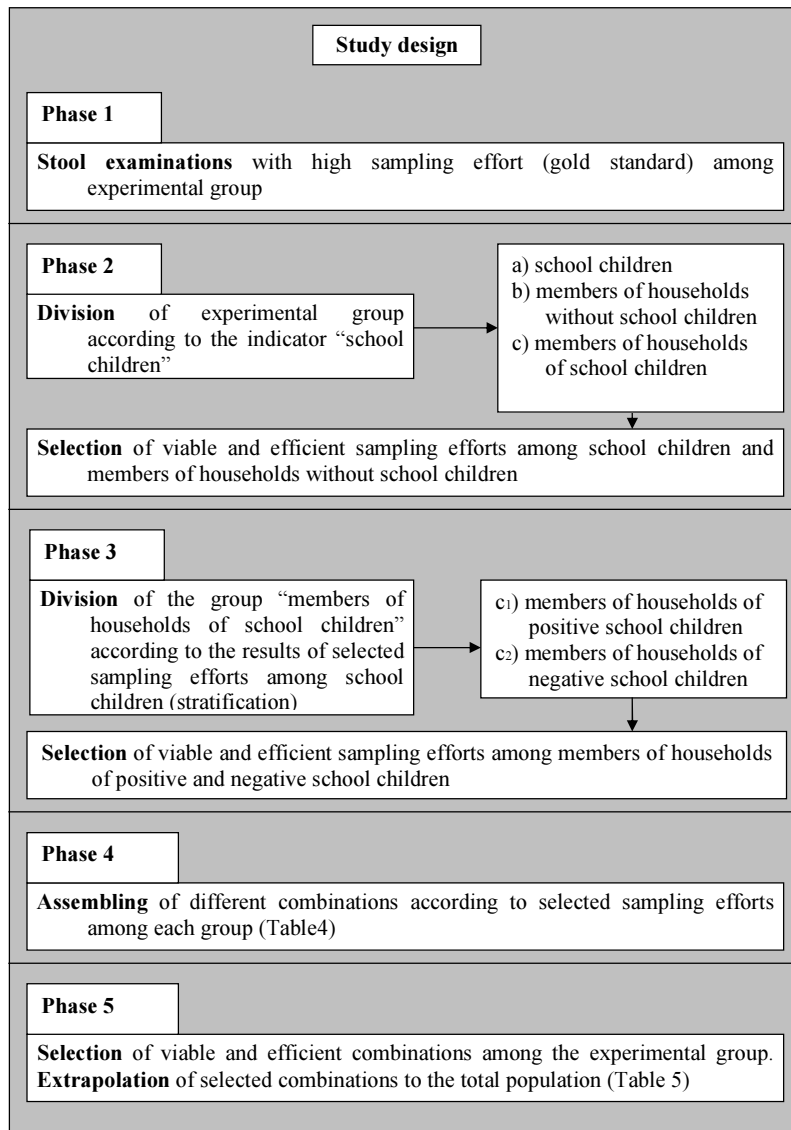 Study design
Phase 1
Stool examinations with high sampling effort (gold standard) among
experimental group
Phase 2
Division of experimental group
according to the indicator “school
children”
a) school children
b) members of households
without school children
c) members of households
of school children
Selection of viable and efficient sampling efforts among school children and
members of households without school children
Phase 3
Division of the group “members of
households of school children”
according to the results of selected
sampling efforts among school
children (stratification)
c1) members of households of
positive school children
c2) members of households of
negative school children
Selection of viable and efficient sampling efforts among members of households
of positive and negative school children
Phase 4
Assembling of different combinations according to selected sampling efforts
among each group (Table4)
Phase 5
Selection of viable and efficient combinations among the experimental group.
Extrapolation of selected combinations to the total population (Table 5)